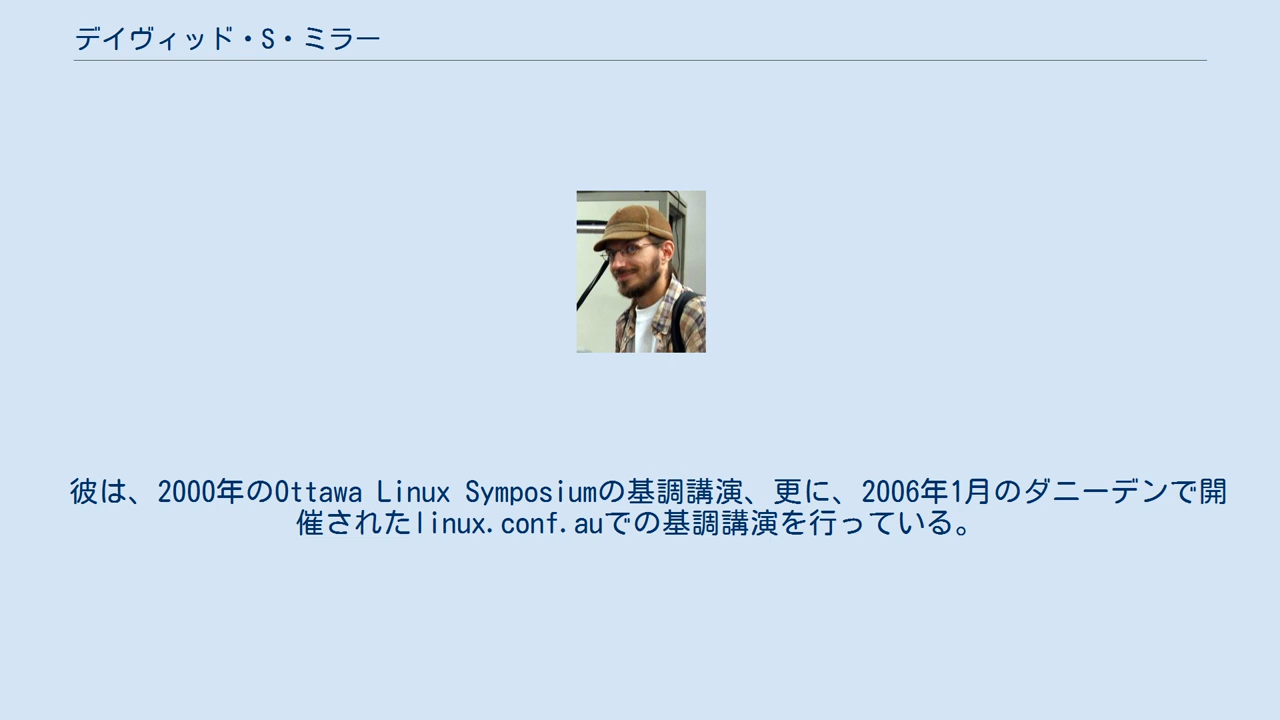 デイヴィッド・S・ミラー
彼は、2000年のOttawa Linux Symposiumの基調講演、更に、2006年1月のダニーデンで開
催されたlinux.conf.auでの基調講演を行っている。